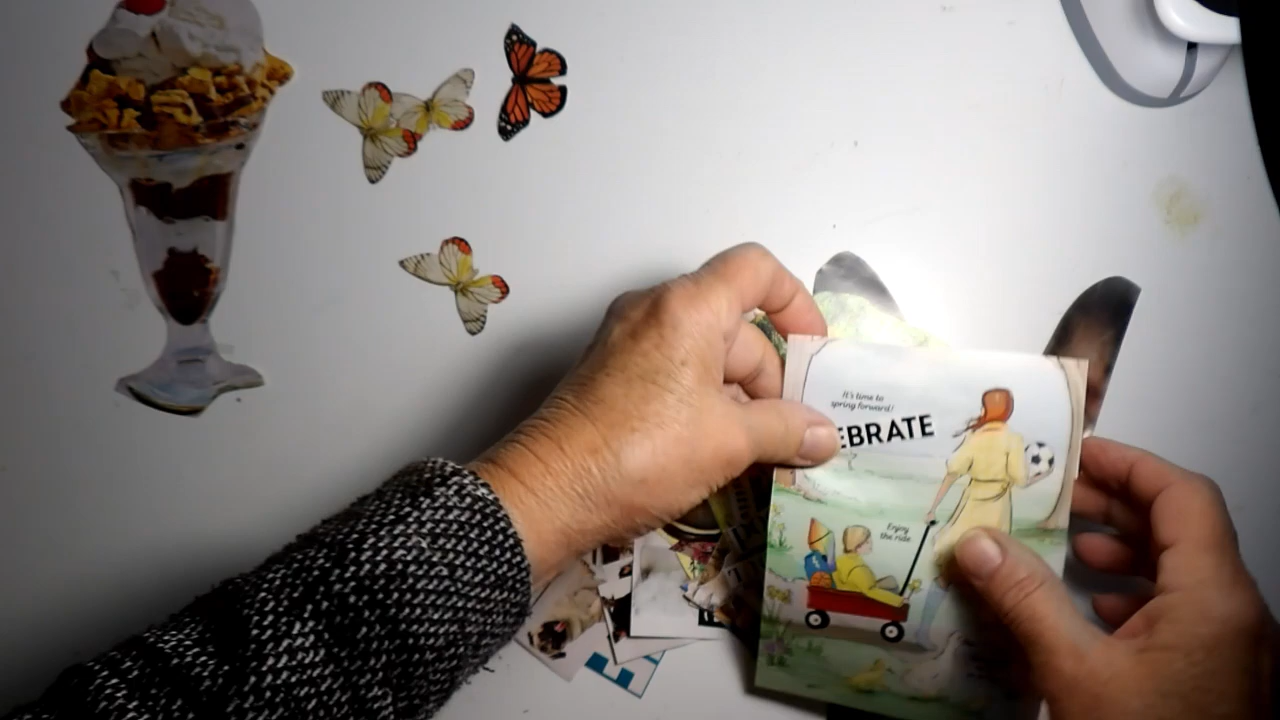 It's time to
spring forward!
EBRATE
Enjoy
the ride.